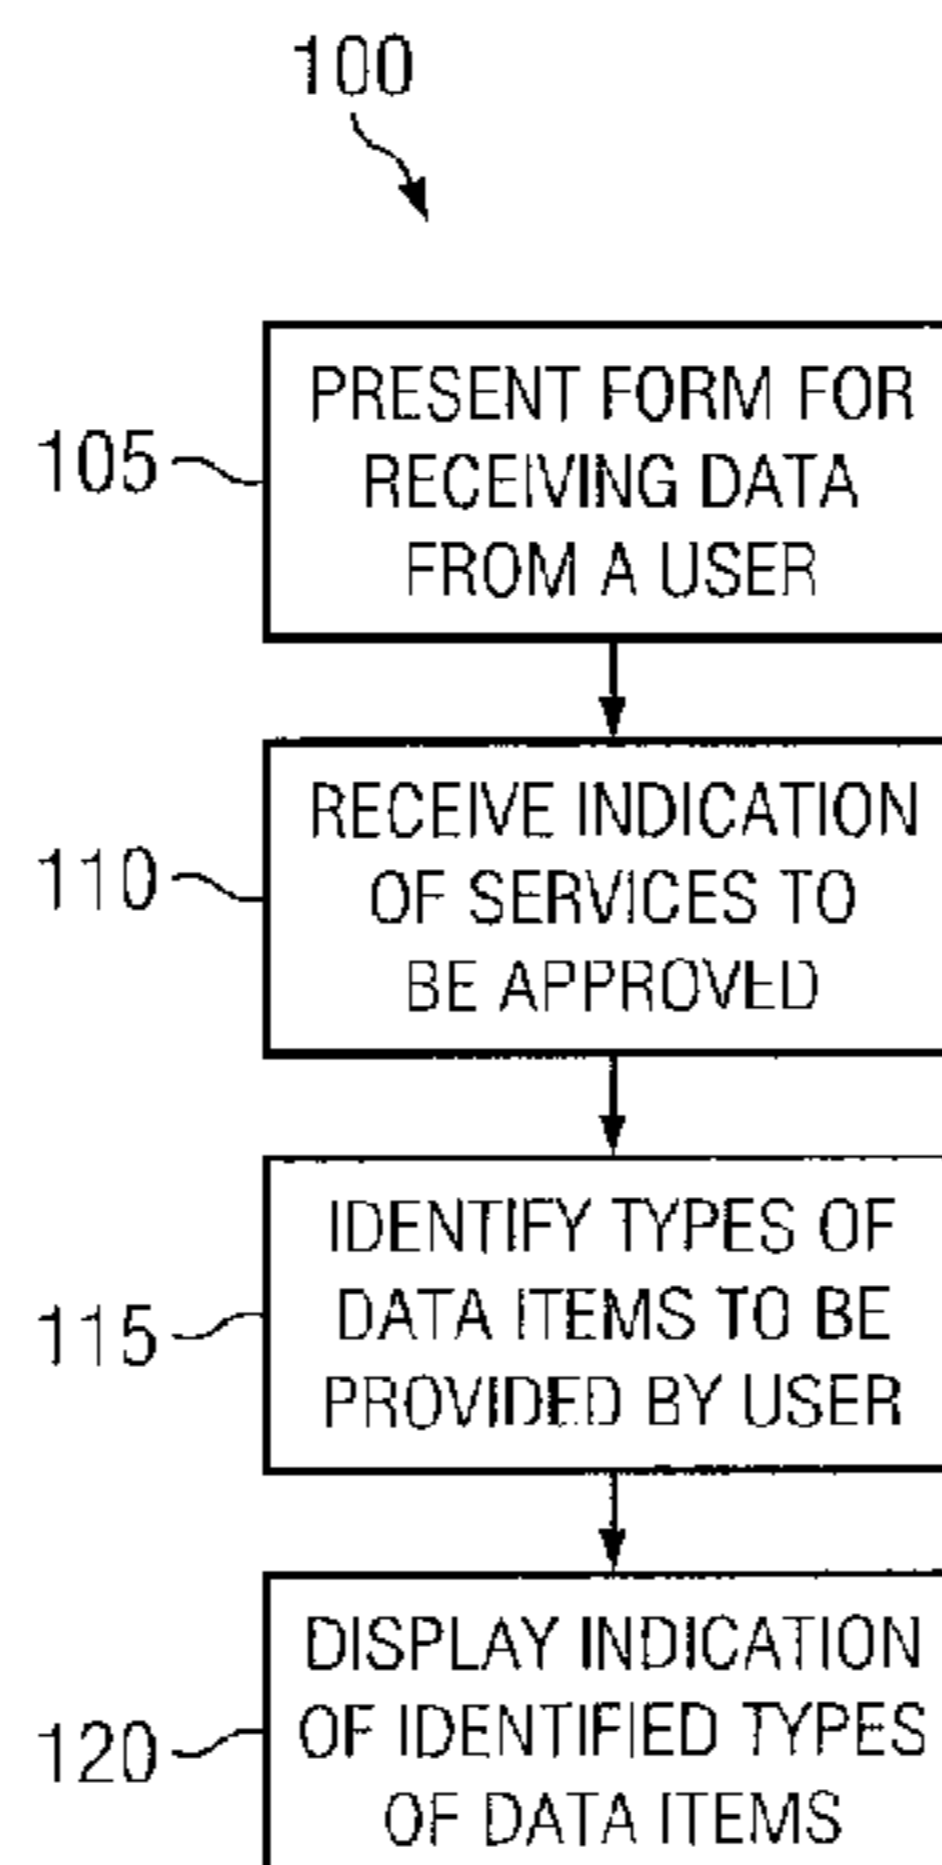 100
105
PRESENT FORM FOR
RECEIVING DATA
FROM A USER
110
RECEIVE INDICATION
OF SERVICES TO
BE APPROVED
115
IDENTIFY TYPES OF
DATA ITEMS TO BE
PROVIDED BY USER
120
DISPLAY INDICATION
OF IDENTIFIED TYPES
OF DATA ITEMS